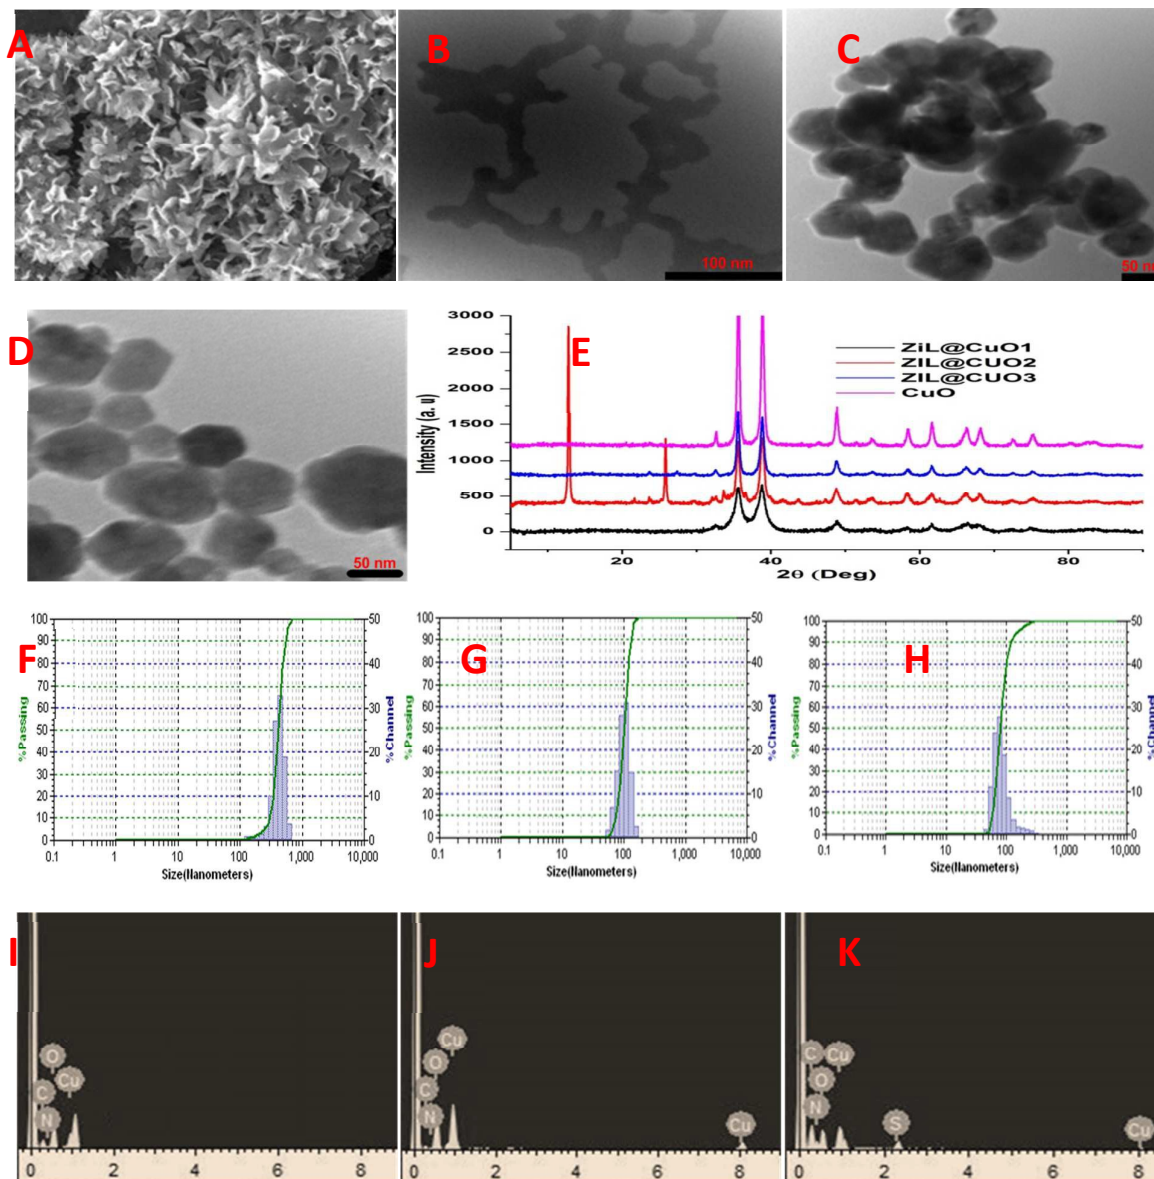 A
B
C
100 nm
50 nm
D
50 nm
E
3000
2500
2000
1500
1000
500
0
Intensity (a. u)
ZiL@CuO1
ZIL@CUO2
ZIL@CUO3
CuO
20
40
60
80
2θ (Deg)
F
100
90
80
70
60
50
40
30
20
10
0
%Passing
50
40
30
20
10
0
%Channel
0.1
1
10
100
1,000
10,000
Size(Nanometers)
G
100
90
80
70
60
50
40
30
20
10
0
%Passing
50
40
30
20
10
0
%Channel
0.1
1
10
100
1,000
10,000
Size(Nanometers)
H
100
90
80
70
60
50
40
30
20
10
0
%Passing
50
40
30
20
10
0
%Channel
0.1
1
10
100
1,000
10,000
Size(Nanometers)
I
O
Cu
C
N
0 2 4 6 8
J
Cu
O
C
N
Cu
0 2 4 6 8
K
C Cu
O
N
S
Cu
0 2 4 6 8